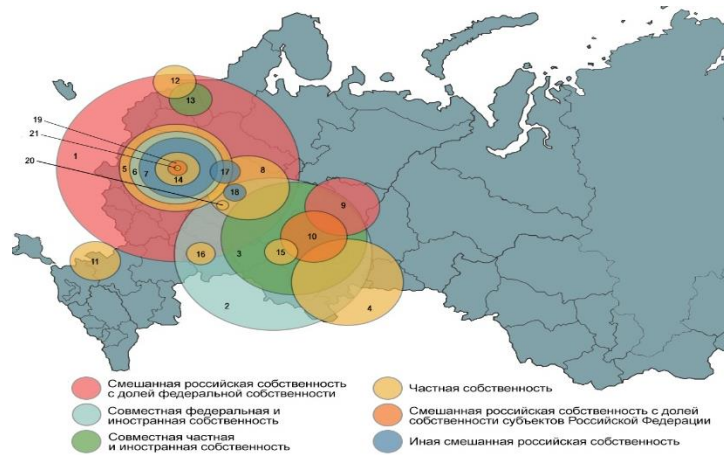 12
13
19
21
1
20
5
6
7
14
17
8
18
9
10
11
16
3
15
2
4
Смешанная российская собственность
с долей федеральной собственности
Совместная федеральная и
иностранная собственность
Совместная частная
и иностранная собственность
Частная собственность
Смешанная российская собственность с долей
собственности субъектов Российской Федерации
Иная смешанная российская собственность